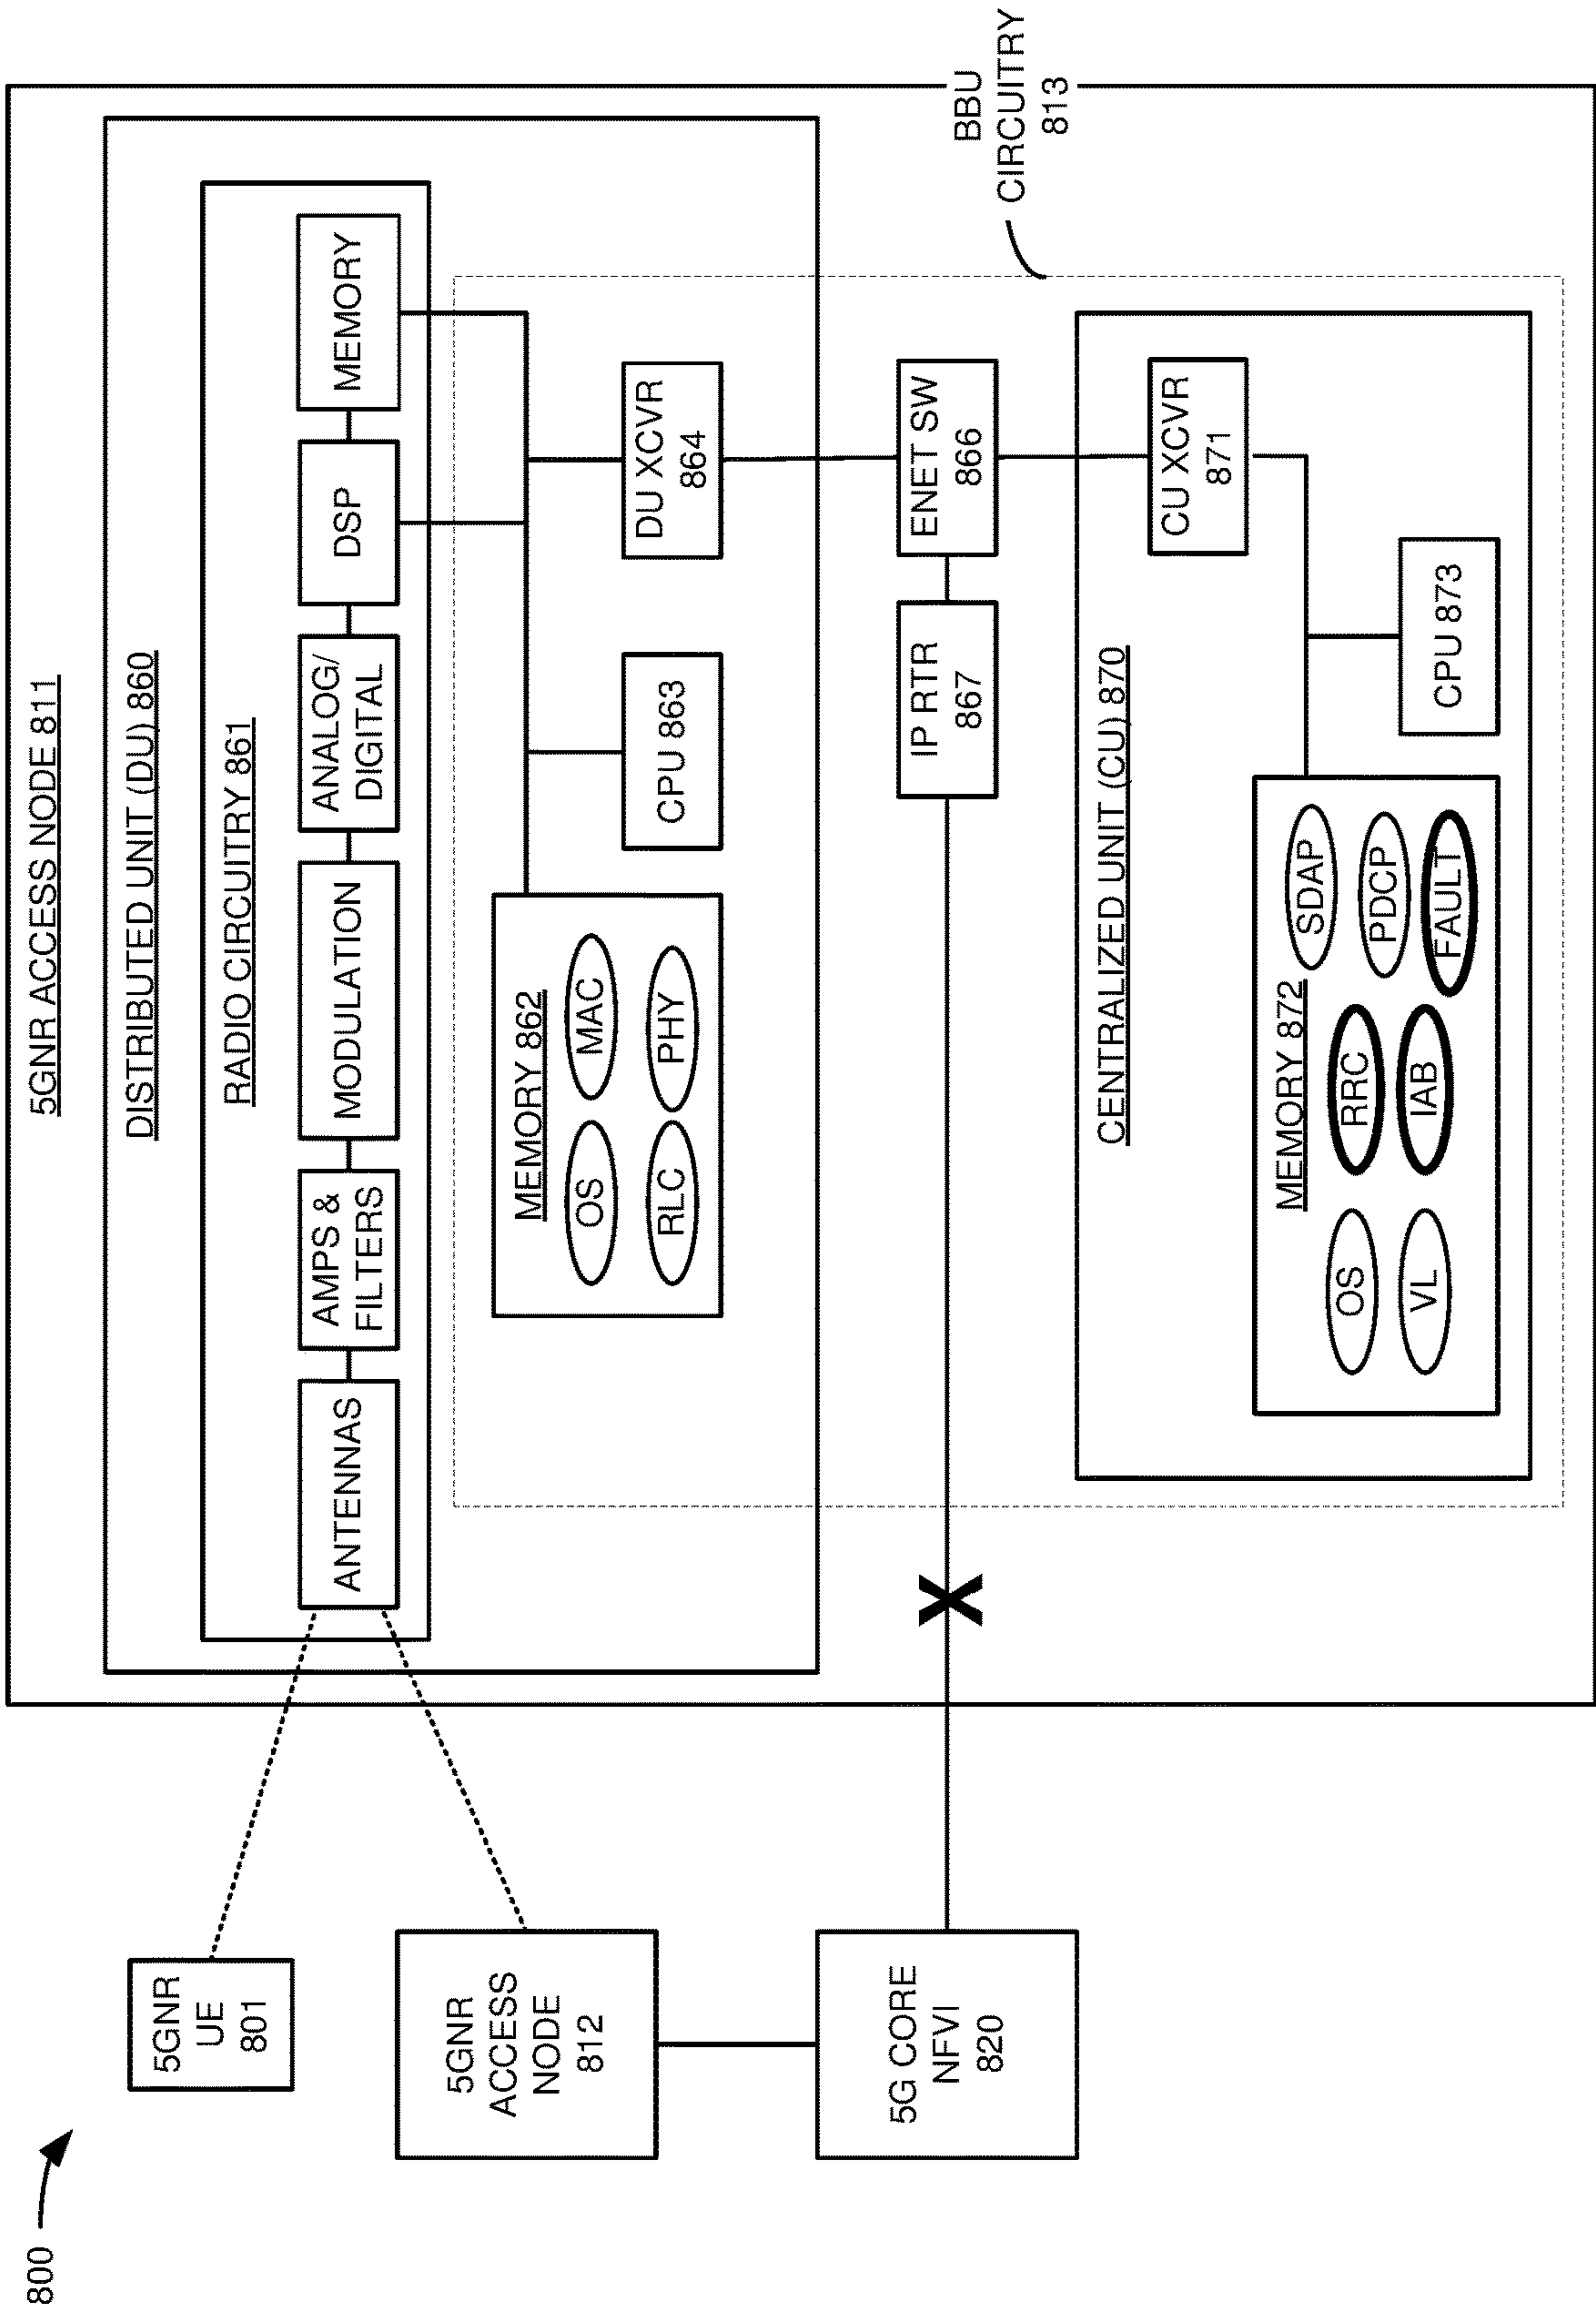 800
5GNR ACCESS NODE 811
DISTRIBUTED UNIT (DU) 860
RADIO CIRCUITRY 861
ANTENNAS
AMPS &
FILTERS
MODULATION
ANALOG/
DIGITAL
DSP
MEMORY
5GNR
UE
801
5GNR
ACCESS
NODE
812
5G CORE
NFVI
820
MEMORY 862
OS
MAC
RLC
PHY
CPU 863
DU XCVR
864
IP RTR
867
ENET SW
866
BBU
CIRCUITRY
813
X
CENTRALIZED UNIT (CU) 870
CU XCVR
871
MEMORY 872
OS
RRC
SDAP
PDCP
VL
IAB
FAULT
CPU 873